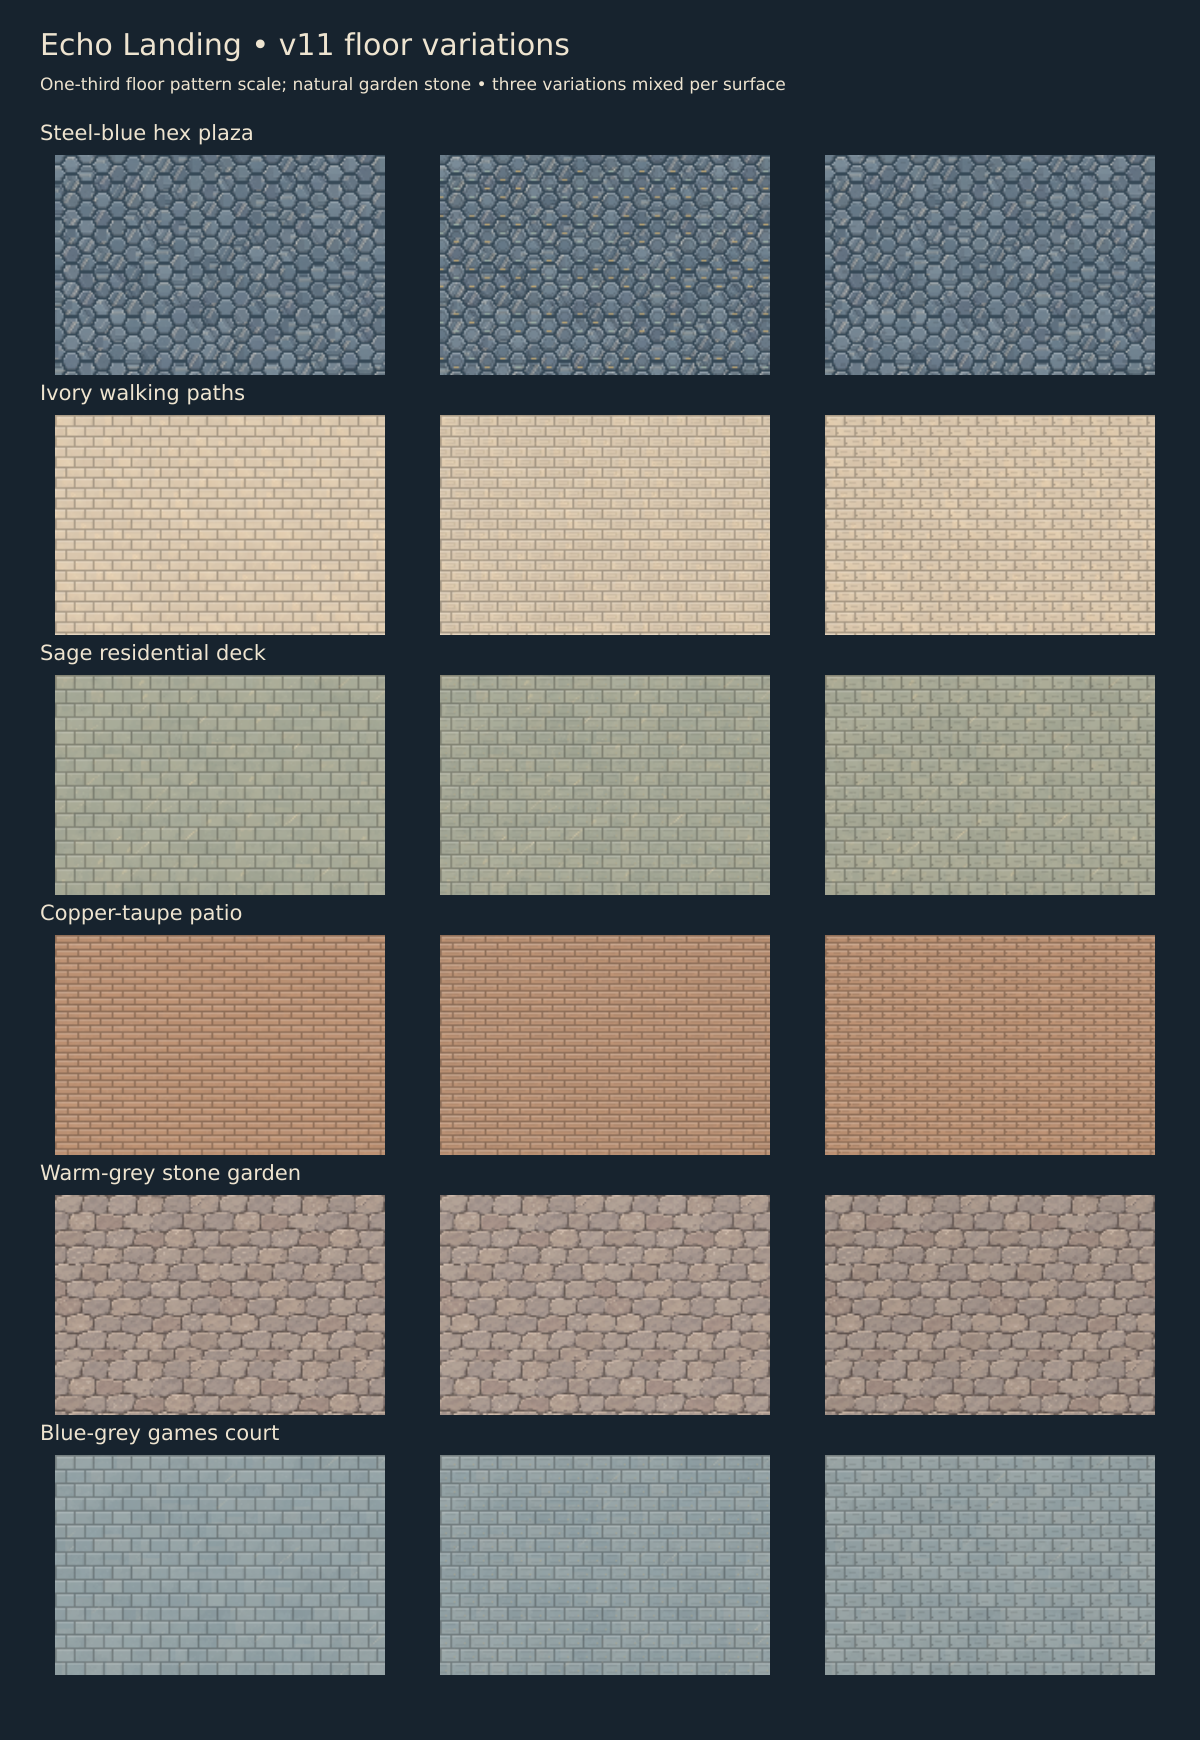 Echo Landing • v11 floor variations
One-third floor pattern scale; natural garden stone • three variations mixed per surface
Steel-blue hex plaza
Ivory walking paths
Sage residential deck
Copper-taupe patio
Warm-grey stone garden
Blue-grey games court